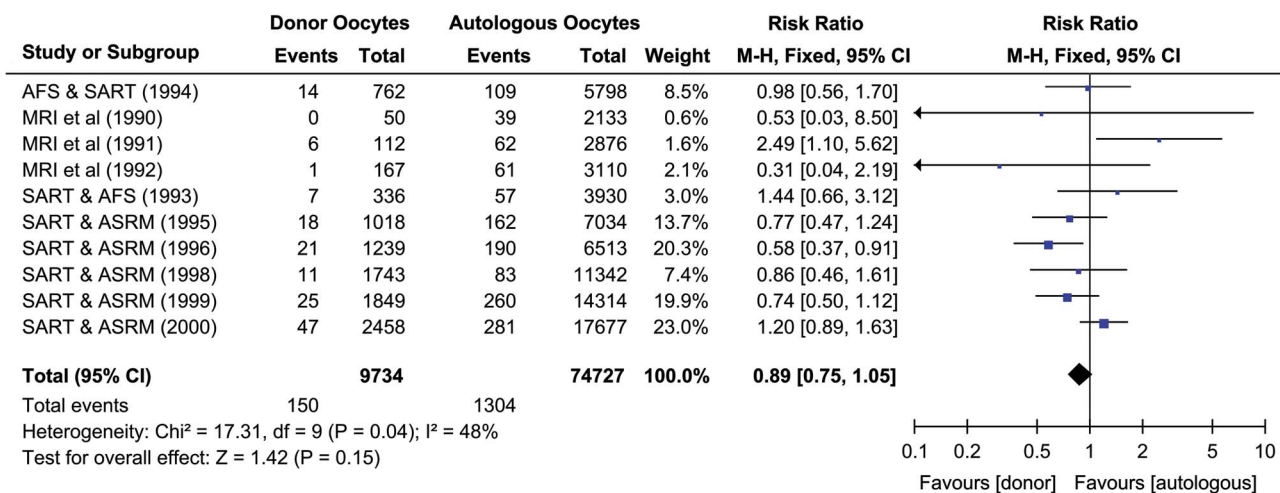 Donor Oocytes Autologous Oocytes Risk Ratio Risk Ratio
Study or Subgroup Events Total Events Total Weight M-H, Fixed, 95% CI M-H, Fixed, 95% CI
AFS & SART (1994) 14 762 109 5798 8.5% 0.98 [0.56, 1.70]
MRI et al (1990) 0 50 39 2133 0.6% 0.53 [0.03, 8.50]
MRI et al (1991) 6 112 62 2876 1.6% 2.49 [1.10, 5.62]
MRI et al (1992) 1 167 61 3110 2.1% 0.31 [0.04, 2.19]
SART & AFS (1993) 7 336 57 3930 3.0% 1.44 [0.66, 3.12]
SART & ASRM (1995) 18 1018 162 7034 13.7% 0.77 [0.47, 1.24]
SART & ASRM (1996) 21 1239 190 6513 20.3% 0.58 [0.37, 0.91]
SART & ASRM (1998) 11 1743 83 11342 7.4% 0.86 [0.46, 1.61]
SART & ASRM (1999) 25 1849 260 14314 19.9% 0.74 [0.50, 1.12]
SART & ASRM (2000) 47 2458 281 17677 23.0% 1.20 [0.89, 1.63]
Total (95% CI) 9734 74727 100.0% 0.89 [0.75, 1.05]
Total events 150 1304
Heterogeneity: Chi² = 17.31, df = 9 (P = 0.04); I² = 48%
Test for overall effect: Z = 1.42 (P = 0.15)
0.1 0.2 0.5 1 2 5 10
Favours [donor] Favours [autologous]